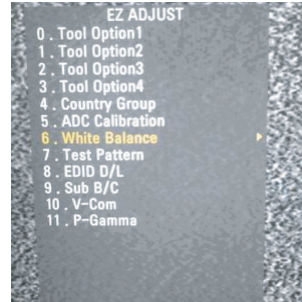 EZ ADJUST
0 . Tool Option1
1 . Tool Option2
2 . Tool Option3
3 . Tool Option4
4 . Country Group
5 . ADC Calibration
6 . White Balance
7 . Test Pattern
8 . EDID D/L
9 . Sub B/C
10 . V-Com
11 . P-Gamma